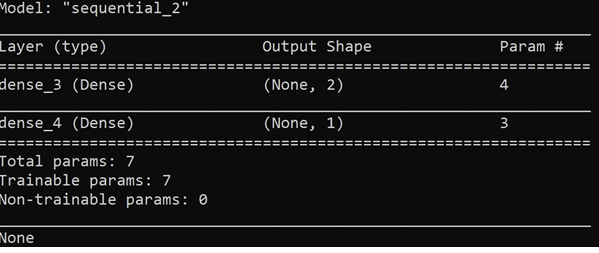 Model: "sequential_2"
_________________________________________________________________
Layer (type)                 Output Shape              Param #
=================================================================
dense_3 (Dense)              (None, 2)                 4
_________________________________________________________________
dense_4 (Dense)              (None, 1)                 3
=================================================================
Total params: 7
Trainable params: 7
Non-trainable params: 0
_________________________________________________________________
None